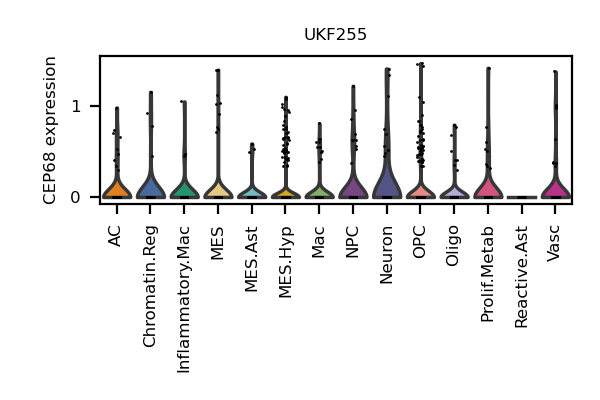 UKF255
CEP68 expression
1
0
AC
Chromatin.Reg
Inflammatory.Mac
MES
MES.Ast
MES.Hyp
Mac
NPC
Neuron
OPC
Oligo
Prolif.Metab
Reactive.Ast
Vasc